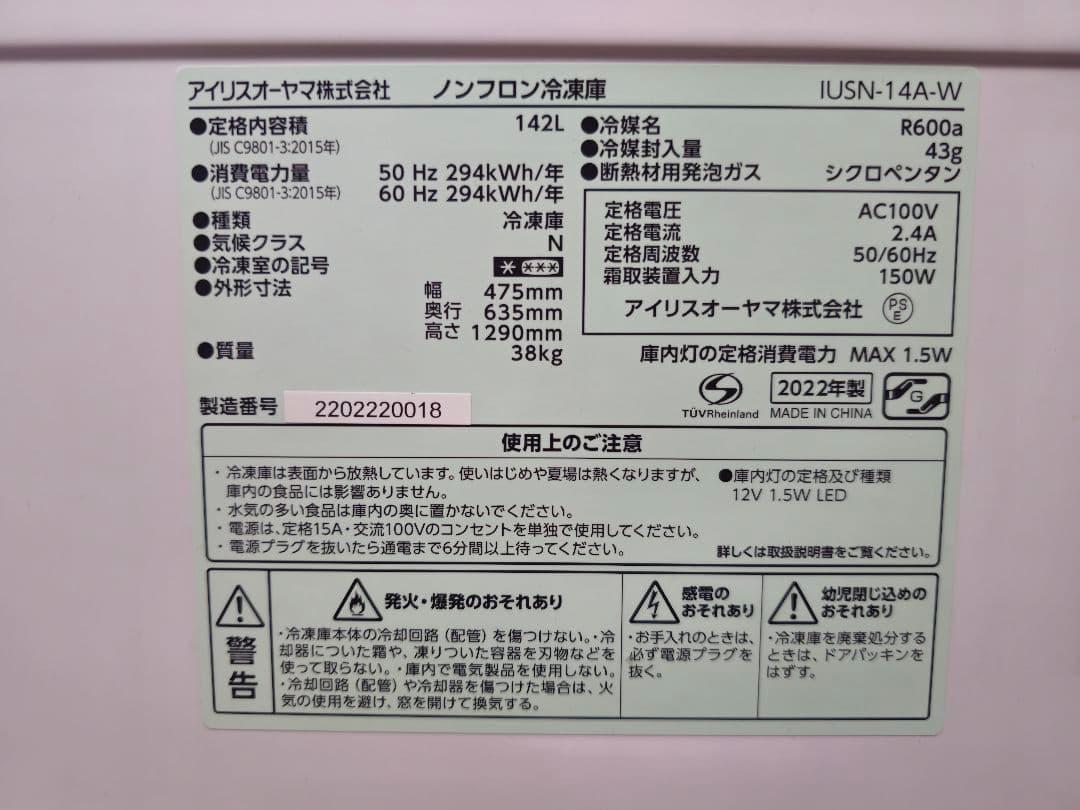 アイリスオーヤマ株式会社 ノンフロン冷凍庫 IUSN-14A-W
●定格内容積 142L
(JIS C9801-3:2015年)
●消費電力量 50 Hz 294kWh/年
(JIS C9801-3:2015年) 60 Hz 294kWh/年
●種類 冷凍庫
●気候クラス N
●冷凍室の記号 * ***
●外形寸法 幅 475mm
奥行 635mm
高さ 1290mm
●質量 38kg
●冷媒名 R600a
●冷媒封入量 43g
●断熱材用発泡ガス シクロペンタン
定格電圧 AC100V
定格電流 2.4A
定格周波数 50/60Hz
霜取装置入力 150W
アイリスオーヤマ株式会社 PSE
庫内灯の定格消費電力 MAX 1.5W
TÜVRheinland
2022年製
MADE IN CHINA
G
製造番号 2202220018
使用上のご注意
・冷凍庫は表面から放熱しています。使いはじめや夏場は熱くなりますが、
庫内の食品には影響ありません。
・水気の多い食品は庫内の奥に置かないでください。
・電源は、定格15A・交流100Vのコンセントを単独で使用してください。
・電源プラグを抜いたら通電まで6分間以上待ってください。
●庫内灯の定格及び種類
12V 1.5W LED
詳しくは取扱説明書をご覧ください。
警告
発火・爆発のおそれあり
・冷凍庫本体の冷却回路（配管）を傷つけない。・冷
却器についた霜や、凍りついた容器を刃物などを
使って取らない。・庫内で電気製品を使用しない。
・冷却回路（配管）や冷却器を傷つけた場合は、火
気の使用を避け、窓を開けて換気する。
感電の
おそれあり
・お手入れのときは、
必ず電源プラグを
抜く。
幼児閉じ込めの
おそれあり
・冷凍庫を廃棄処分する
ときは、ドアパッキンを
はずす。